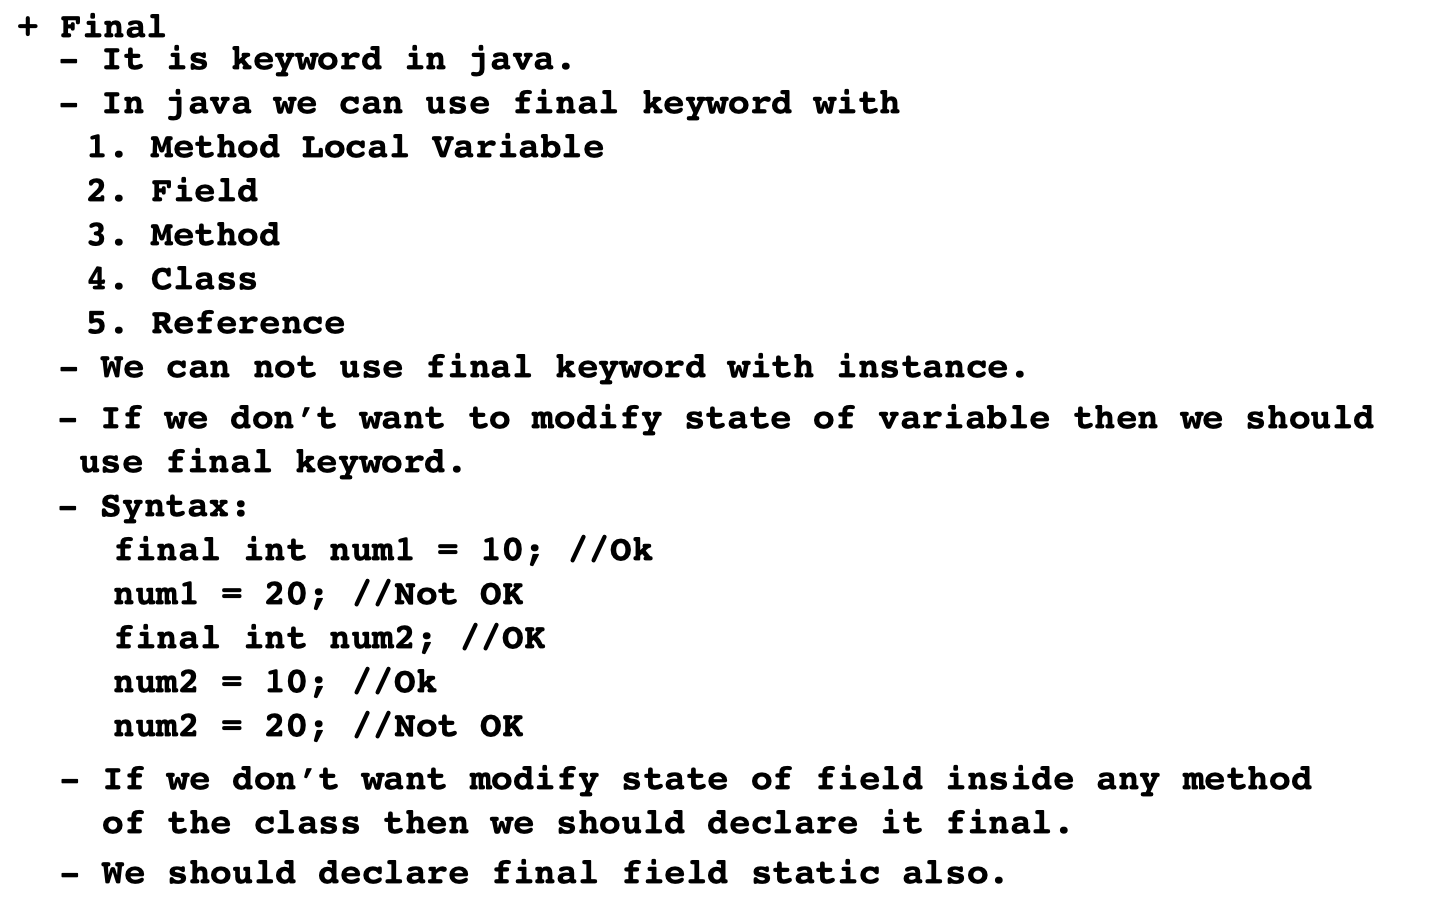 + Final
- It is keyword in java.
- In java we can use final keyword with
1. Method Local Variable
2. Field
3. Method
4. Class
5. Reference
- We can not use final keyword with instance.
- If we don't want to modify state of variable then we should
use final keyword.
- Syntax:
final int num1 = 10; //Ok
num1 = 20; //Not OK
final int num2; //OK
num2 = 10; //Ok
num2 = 20; //Not OK
- If we don't want modify state of field inside any method
of the class then we should declare it final.
- We should declare final field static also.